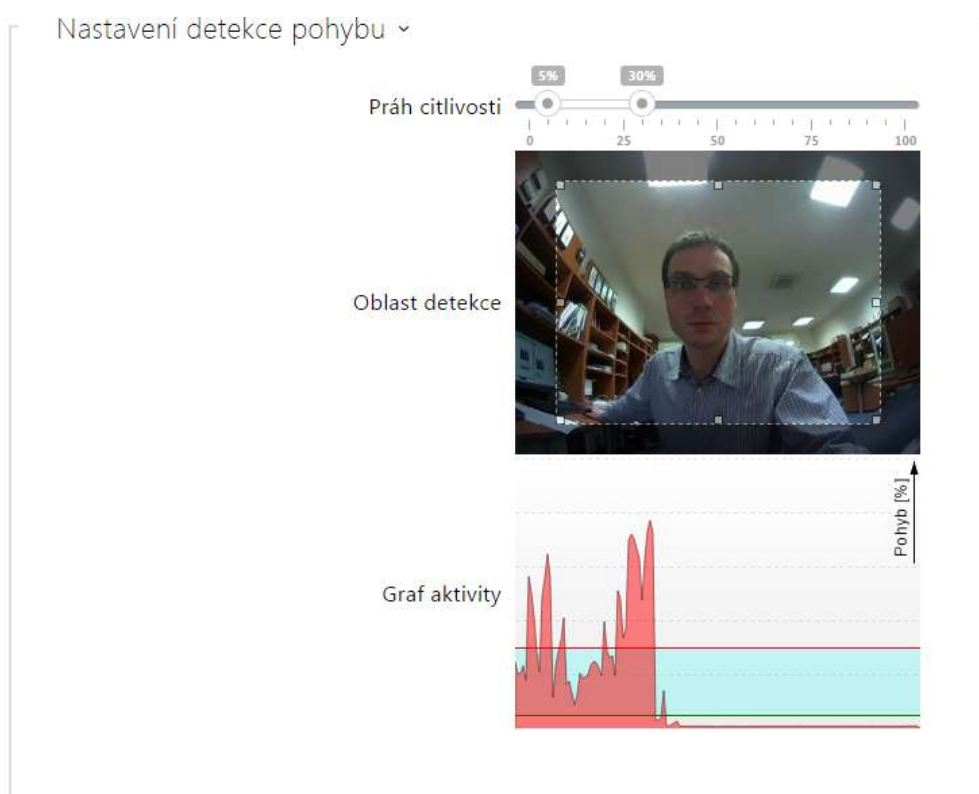 Nastavení detekce pohybu
5% 30%
Práh citlivosti
0 25 50 75 100
Oblast detekce
Pohyb [%]
Graf aktivity